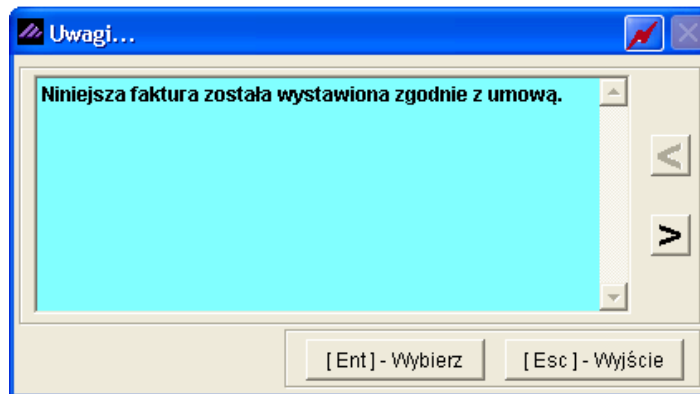 Uwagi...
Niniejsza faktura została wystawiona zgodnie z umową.
<
>
[ Ent ] - Wybierz
[ Esc ] - Wyjście